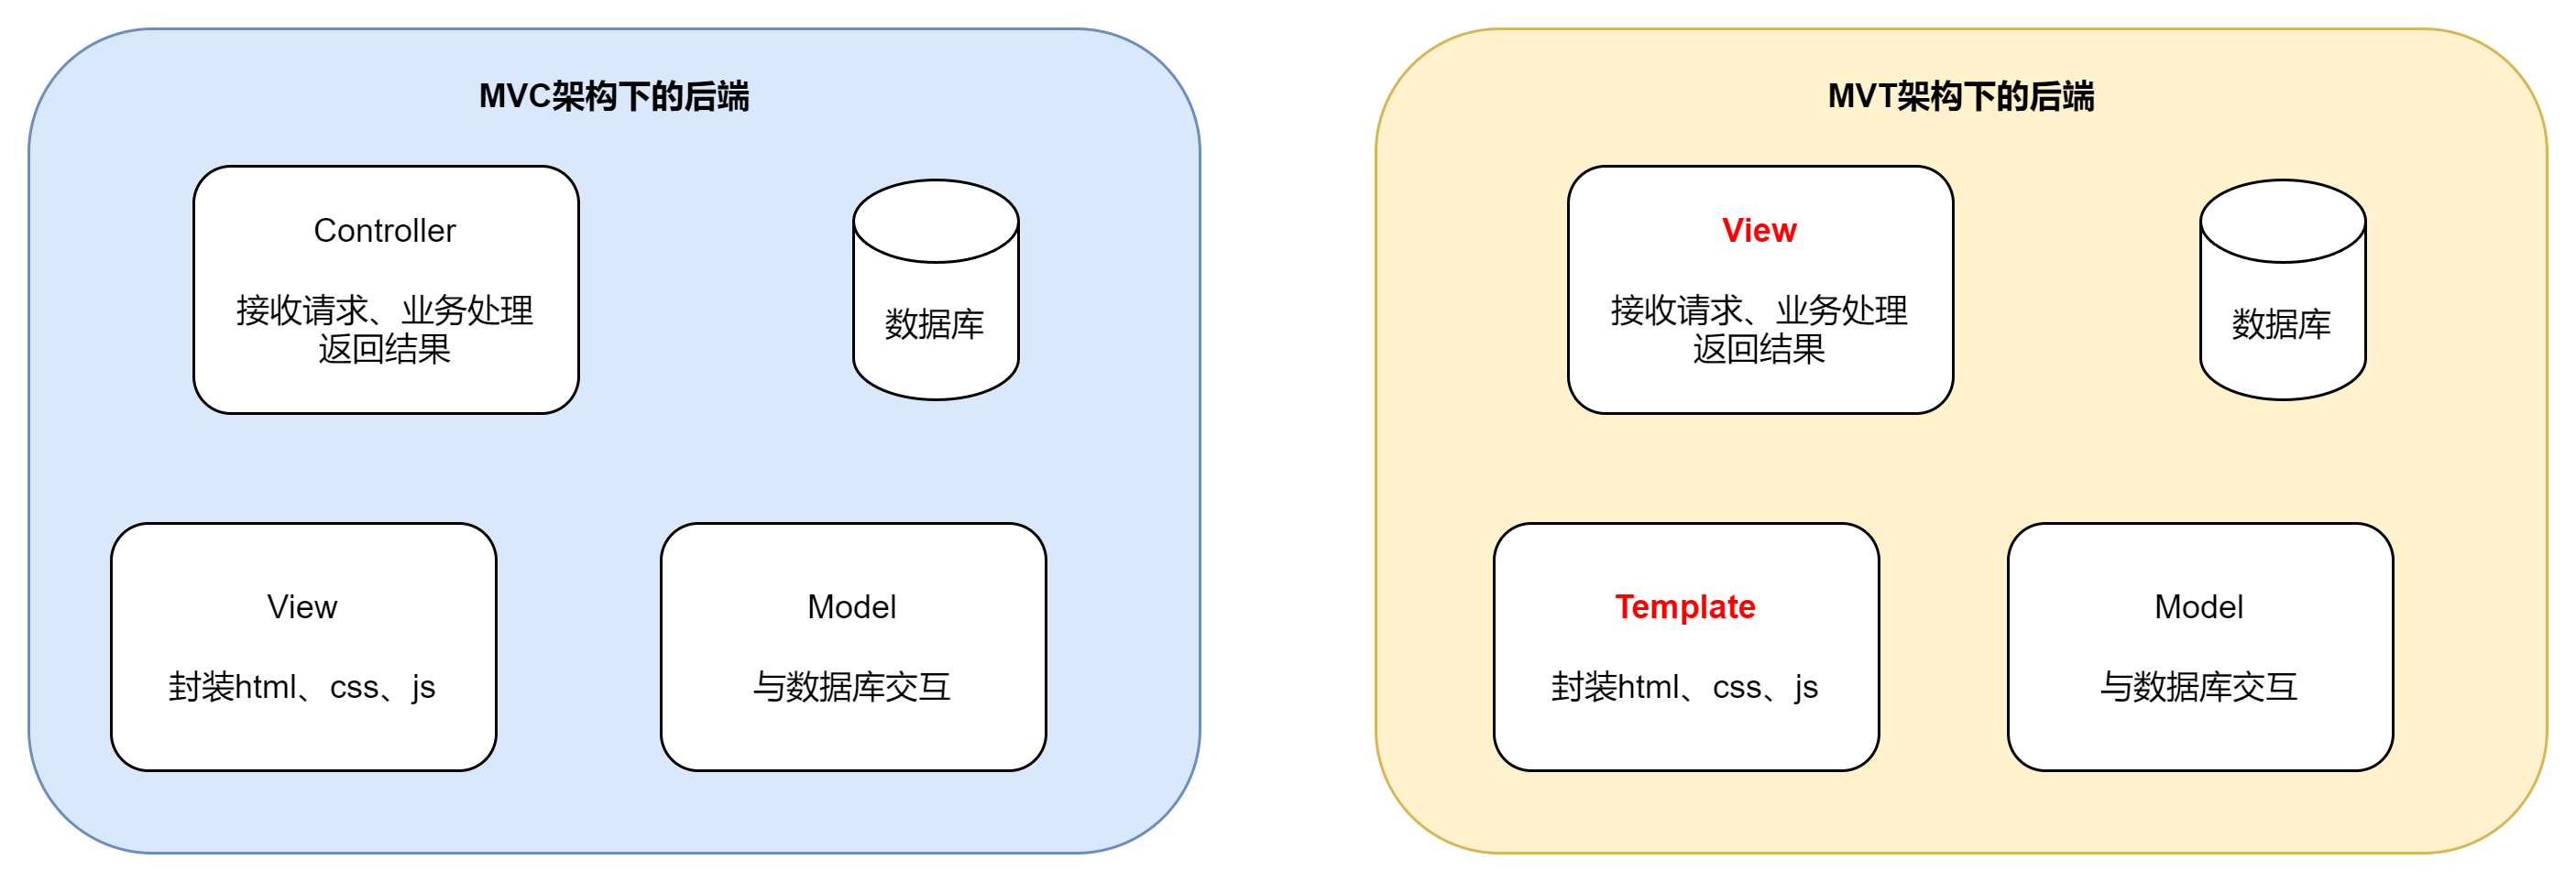 MVC架构下的后端
Controller
接收请求、业务处理
返回结果
数据库
View
封装html、css、js
Model
与数据库交互
MVT架构下的后端
View
接收请求、业务处理
返回结果
数据库
Template
封装html、css、js
Model
与数据库交互